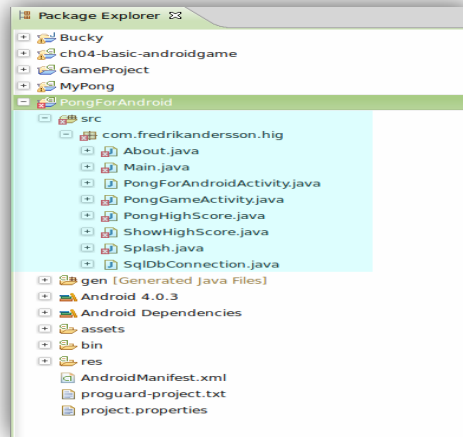 Package Explorer
Bucky
ch04-basic-androidgame
GameProject
MyPong
PongForAndroid
src
com.fredrikandersson.hig
About.java
Main.java
PongForAndroidActivity.java
PongGameActivity.java
PongHighScore.java
ShowHighScore.java
Splash.java
SqlDbConnection.java
gen [Generated Java Files]
Android 4.0.3
Android Dependencies
assets
bin
res
AndroidManifest.xml
proguard-project.txt
project.properties